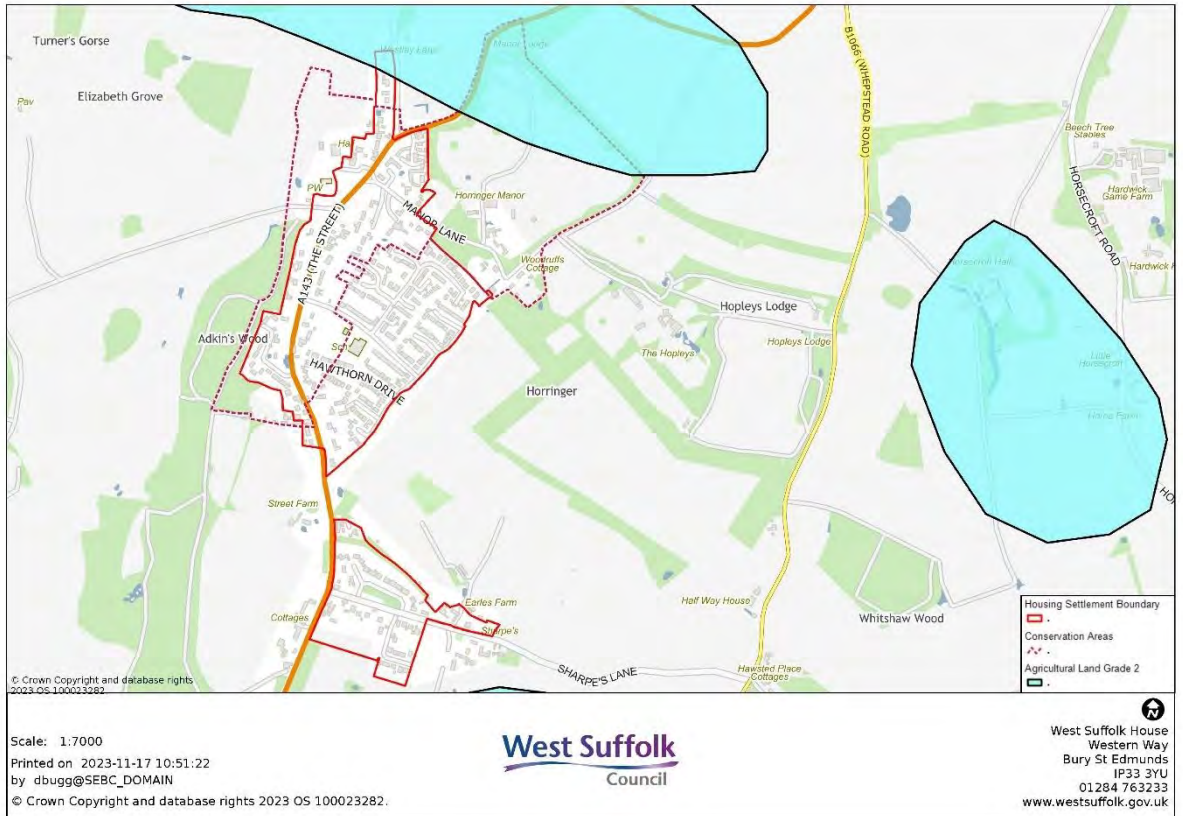 Turner's Gorse
Elizabeth Grove
Pav
Westley Lane
Manor Lodge
B1066 (WHEPSTEAD ROAD)
Beech Tree
Stables
Hardwick
Game Farm
HORSECROFT ROAD
PW
Horringer Manor
MANOR LANE
A143 (THE STREET)
Woodruffs
Cottage
Horsecroft Hall
Hopleys Lodge
Hopleys Lodge
The Hopleys
Adkin's Wood
Sch
HAWTHORN DRIVE
Horringer
Little
Horsecroft
Street Farm
Half Way House
Whitshaw Wood
Earles Farm
Cottages
Sharpe's
SHARPE'S LANE
Hawsted Place
Cottages
Housing Settlement Boundary
Conservation Areas
Agricultural Land Grade 2
© Crown Copyright and database rights
2023 OS 100023282.
Scale: 1:7000
Printed on 2023-11-17 10:51:22
by dbugg@SEBC_DOMAIN
© Crown Copyright and database rights 2023 OS 100023282.
West Suffolk
Council
N
West Suffolk House
Western Way
Bury St Edmunds
IP33 3YU
01284 763233
www.westsuffolk.gov.uk